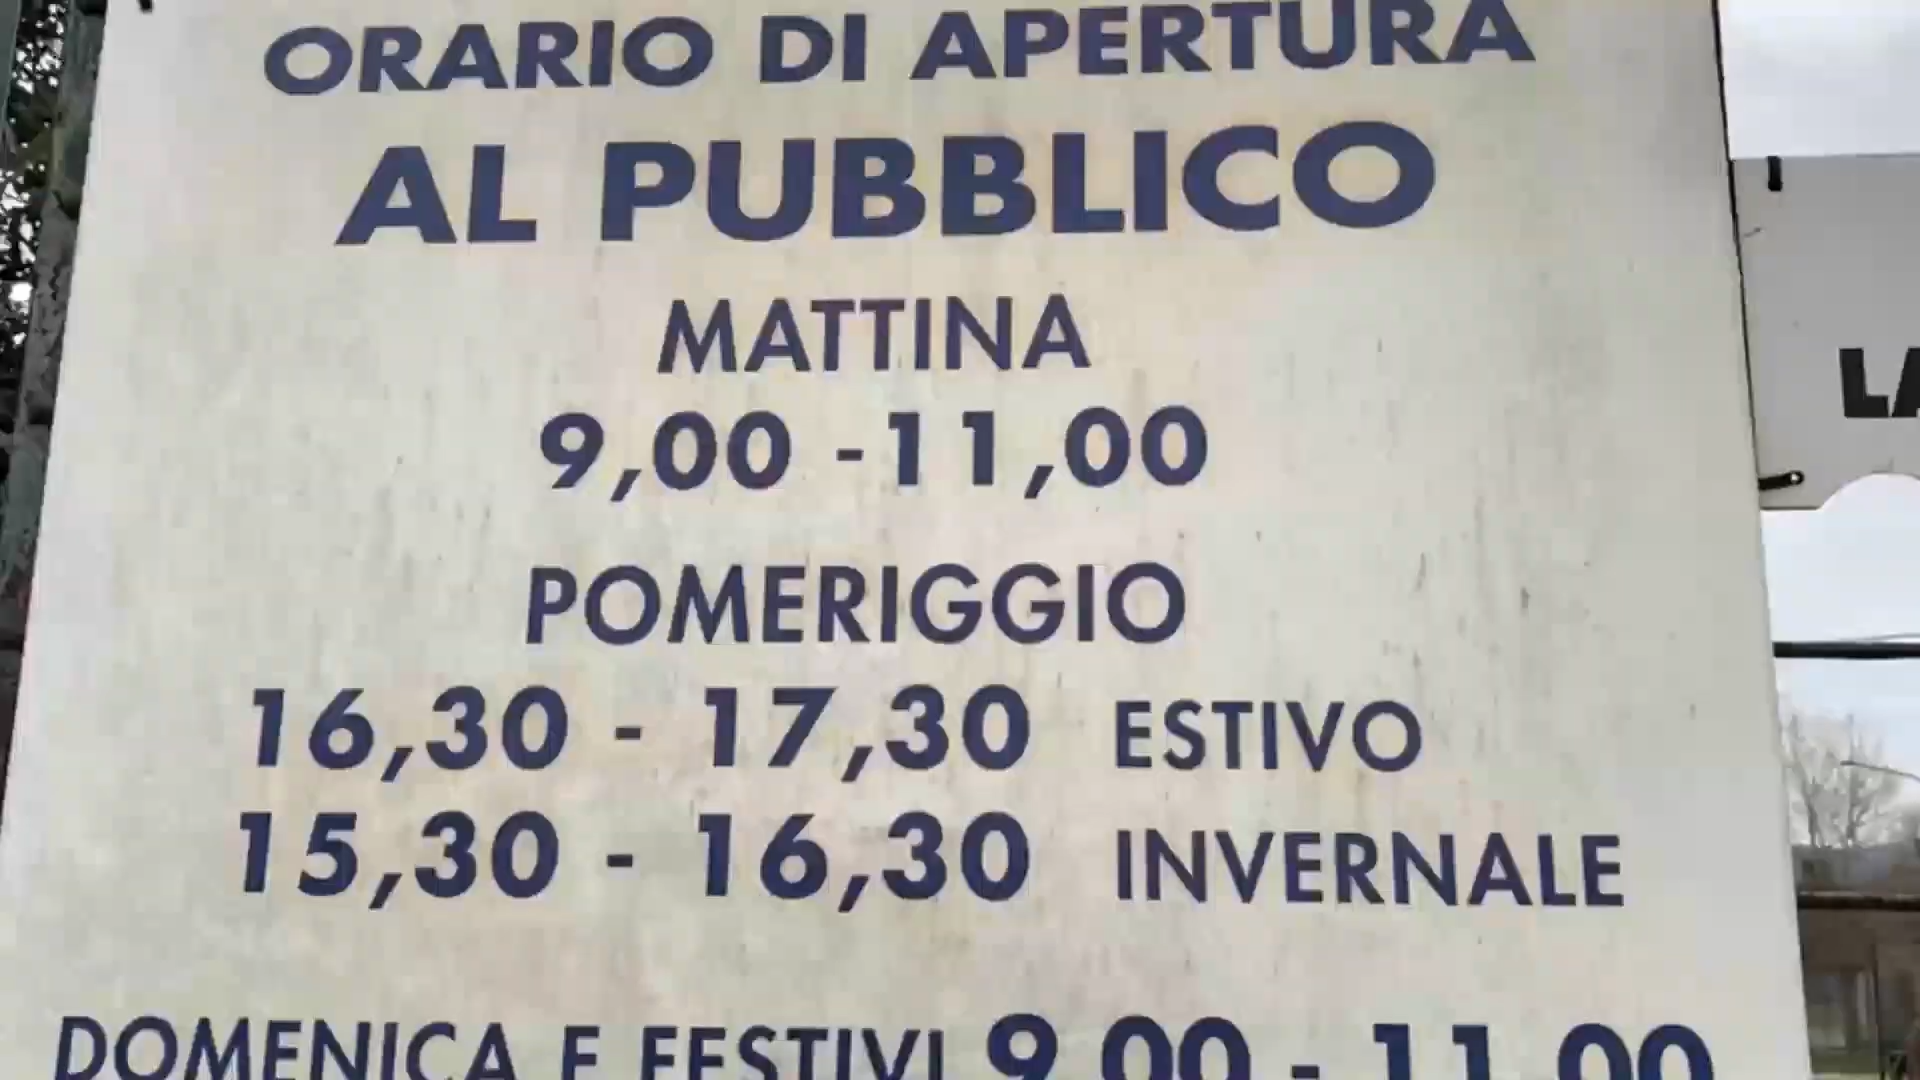 ORARIO DI APERTURA
AL PUBBLICO
MATTINA
9,00 -11,00
POMERIGGIO
16,30 - 17,30 ESTIVO
15,30 - 16,30 INVERNALE
DOMENICA E FESTIVI 9,00 - 11,00